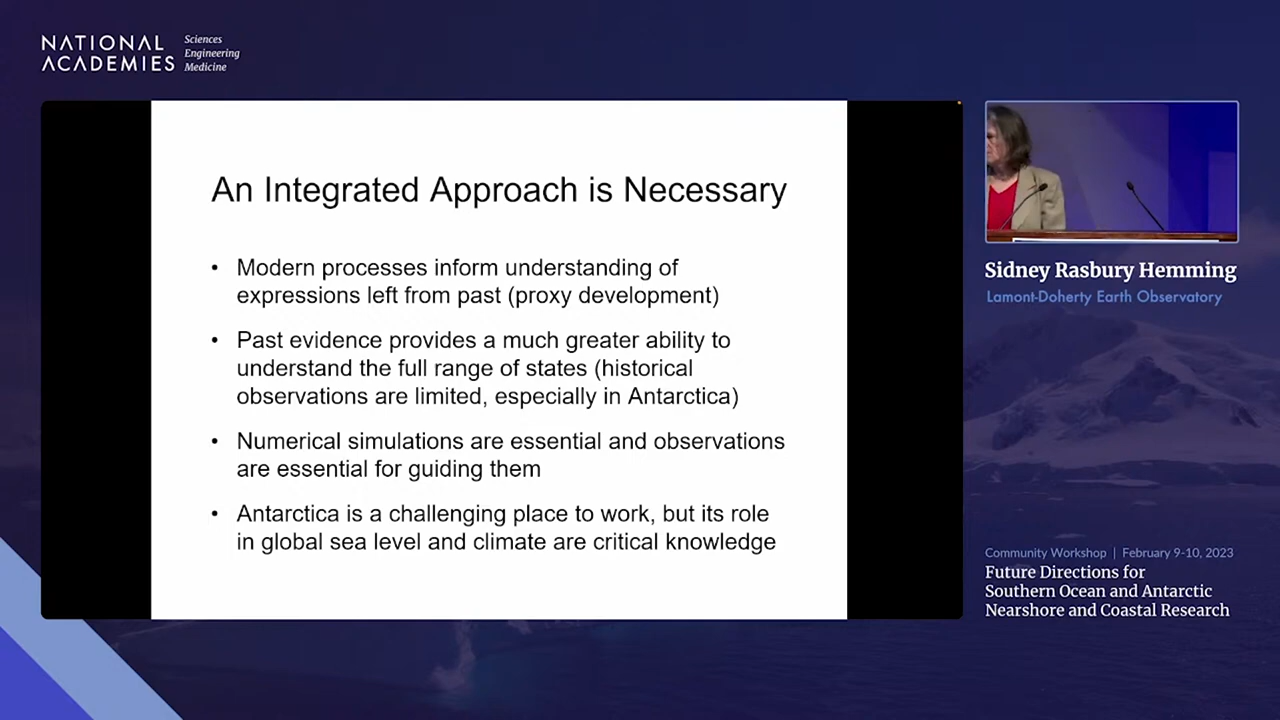 NATIONAL
ACADEMIES
Sciences
Engineering
Medicine
An Integrated Approach is Necessary
• Modern processes inform understanding of
expressions left from past (proxy development)
• Past evidence provides a much greater ability to
understand the full range of states (historical
observations are limited, especially in Antarctica)
• Numerical simulations are essential and observations
are essential for guiding them
• Antarctica is a challenging place to work, but its role
in global sea level and climate are critical knowledge
Sidney Rasbury Hemming
Lamont-Doherty Earth Observatory
Community Workshop | February 9-10, 2023
Future Directions for
Southern Ocean and Antarctic
Nearshore and Coastal Research